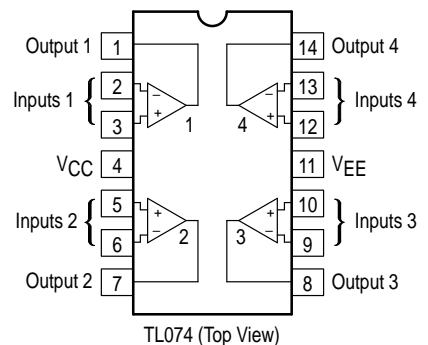 Output 1 1 14 Output 4
Inputs 1 { 2 − − 13 } Inputs 4
3 + 1 4 + 12
VCC 4 11 VEE
Inputs 2 { 5 + + 10 } Inputs 3
6 − 2 3 − 9
Output 2 7 8 Output 3
TL074 (Top View)